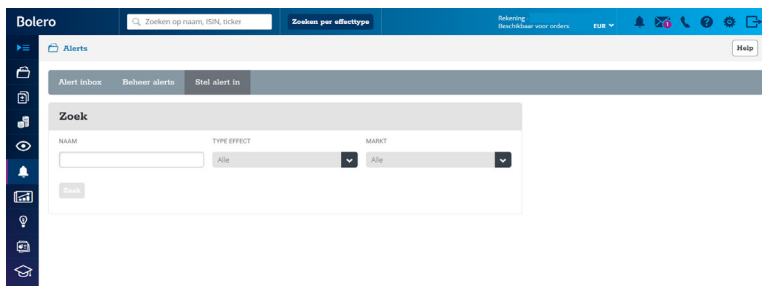 Bolero
Zoeken op naam, ISIN, ticker
Zoeken per effecttype
Rekening
Beschikbaar voor orders
EUR
1
Alerts
Help
Alert inbox
Beheer alerts
Stel alert in
Zoek
NAAM
TYPE EFFECT
MARKT
Alle
Alle
Zoek